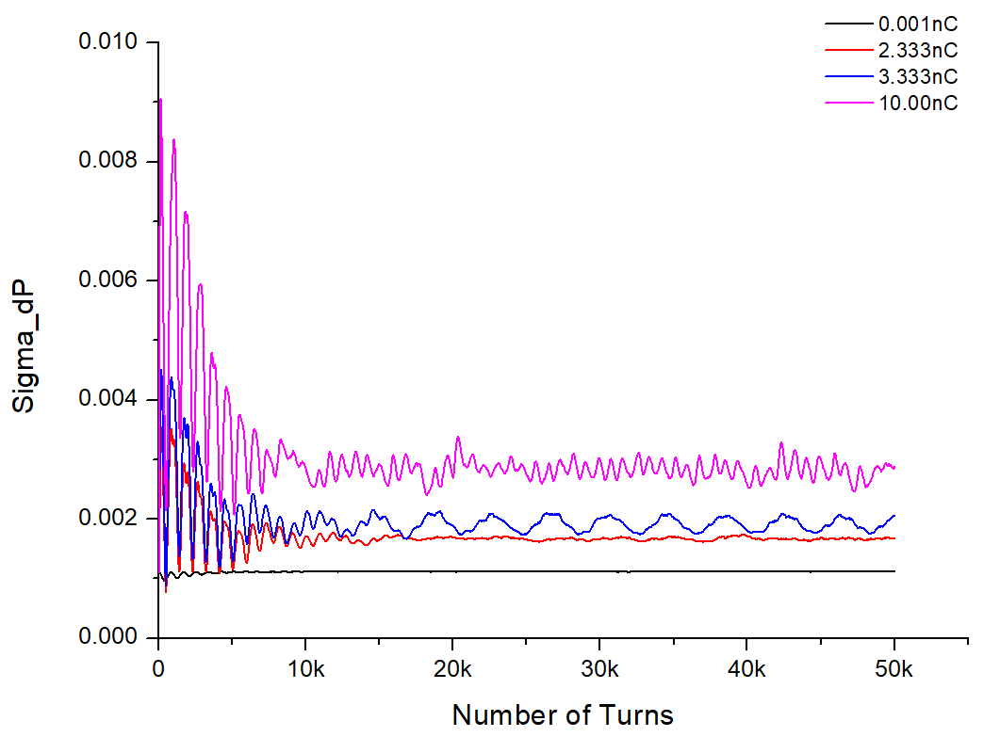 0.001nC
2.333nC
3.333nC
10.00nC
0.010
0.008
0.006
0.004
0.002
0.000
Sigma_dP
0 10k 20k 30k 40k 50k
Number of Turns